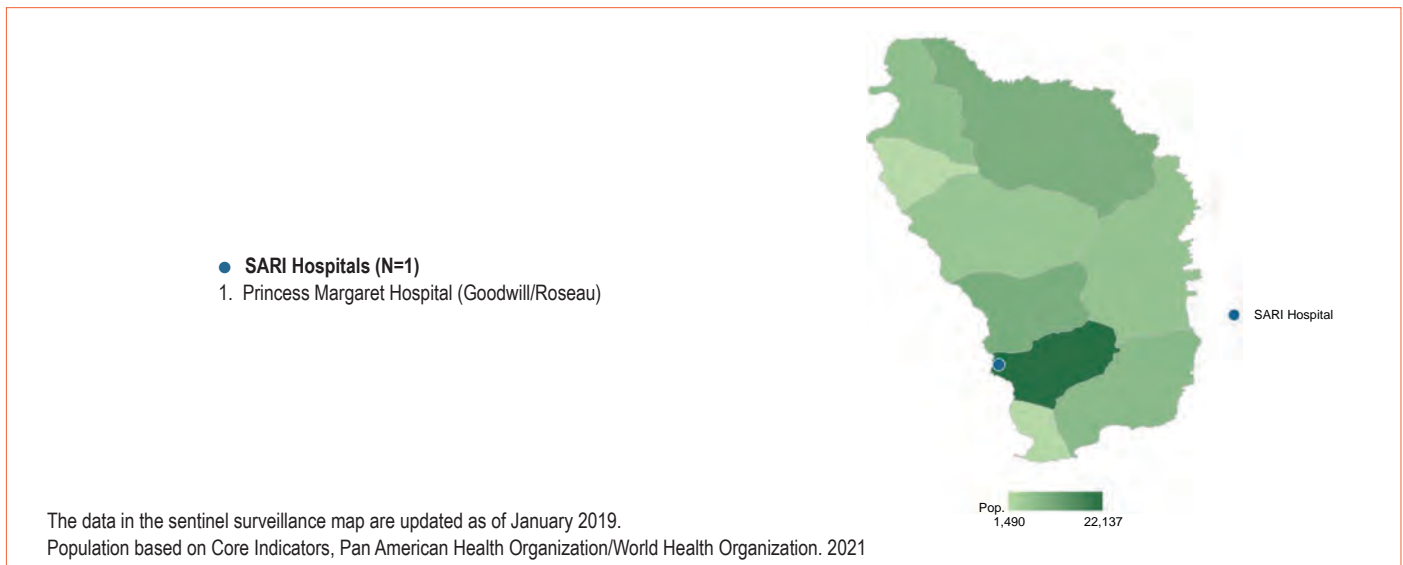 SARI Hospitals (N=1)
1. Princess Margaret Hospital (Goodwill/Roseau)
SARI Hospital
Pop.
1,490 22,137
The data in the sentinel surveillance map are updated as of January 2019.
Population based on Core Indicators, Pan American Health Organization/World Health Organization. 2021